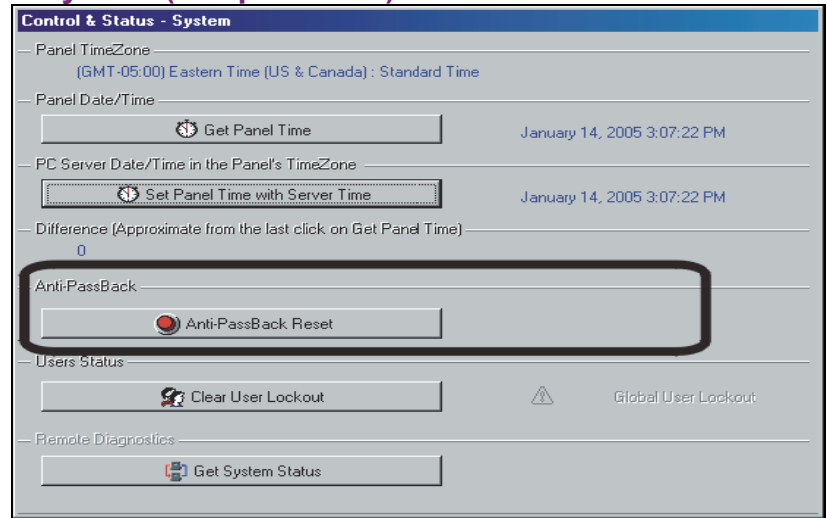 Control & Status - System
Panel TimeZone
(GMT-05:00) Eastern Time (US & Canada) : Standard Time
Panel Date/Time
Get Panel Time January 14, 2005 3:07:22 PM
PC Server Date/Time in the Panel's TimeZone
Set Panel Time with Server Time January 14, 2005 3:07:22 PM
Difference (Approximate from the last click on Get Panel Time)
0
Anti-PassBack
Anti-PassBack Reset
Users Status
Clear User Lockout Global User Lockout
Remote Diagnostics
Get System Status